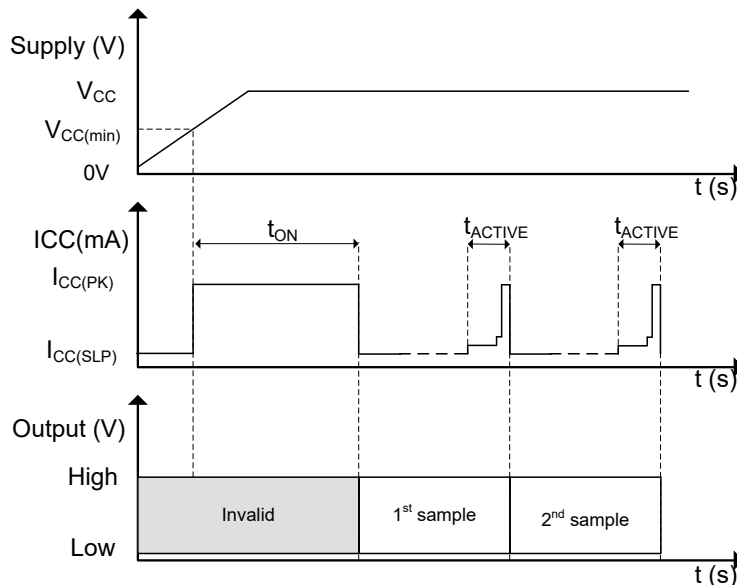 Supply (V)
VCC
VCC(min)
0V
t (s)
ICC(mA)
tON
tACTIVE
tACTIVE
ICC(PK)
ICC(SLP)
t (s)
Output (V)
High
Invalid
1st sample
2nd sample
Low
t (s)